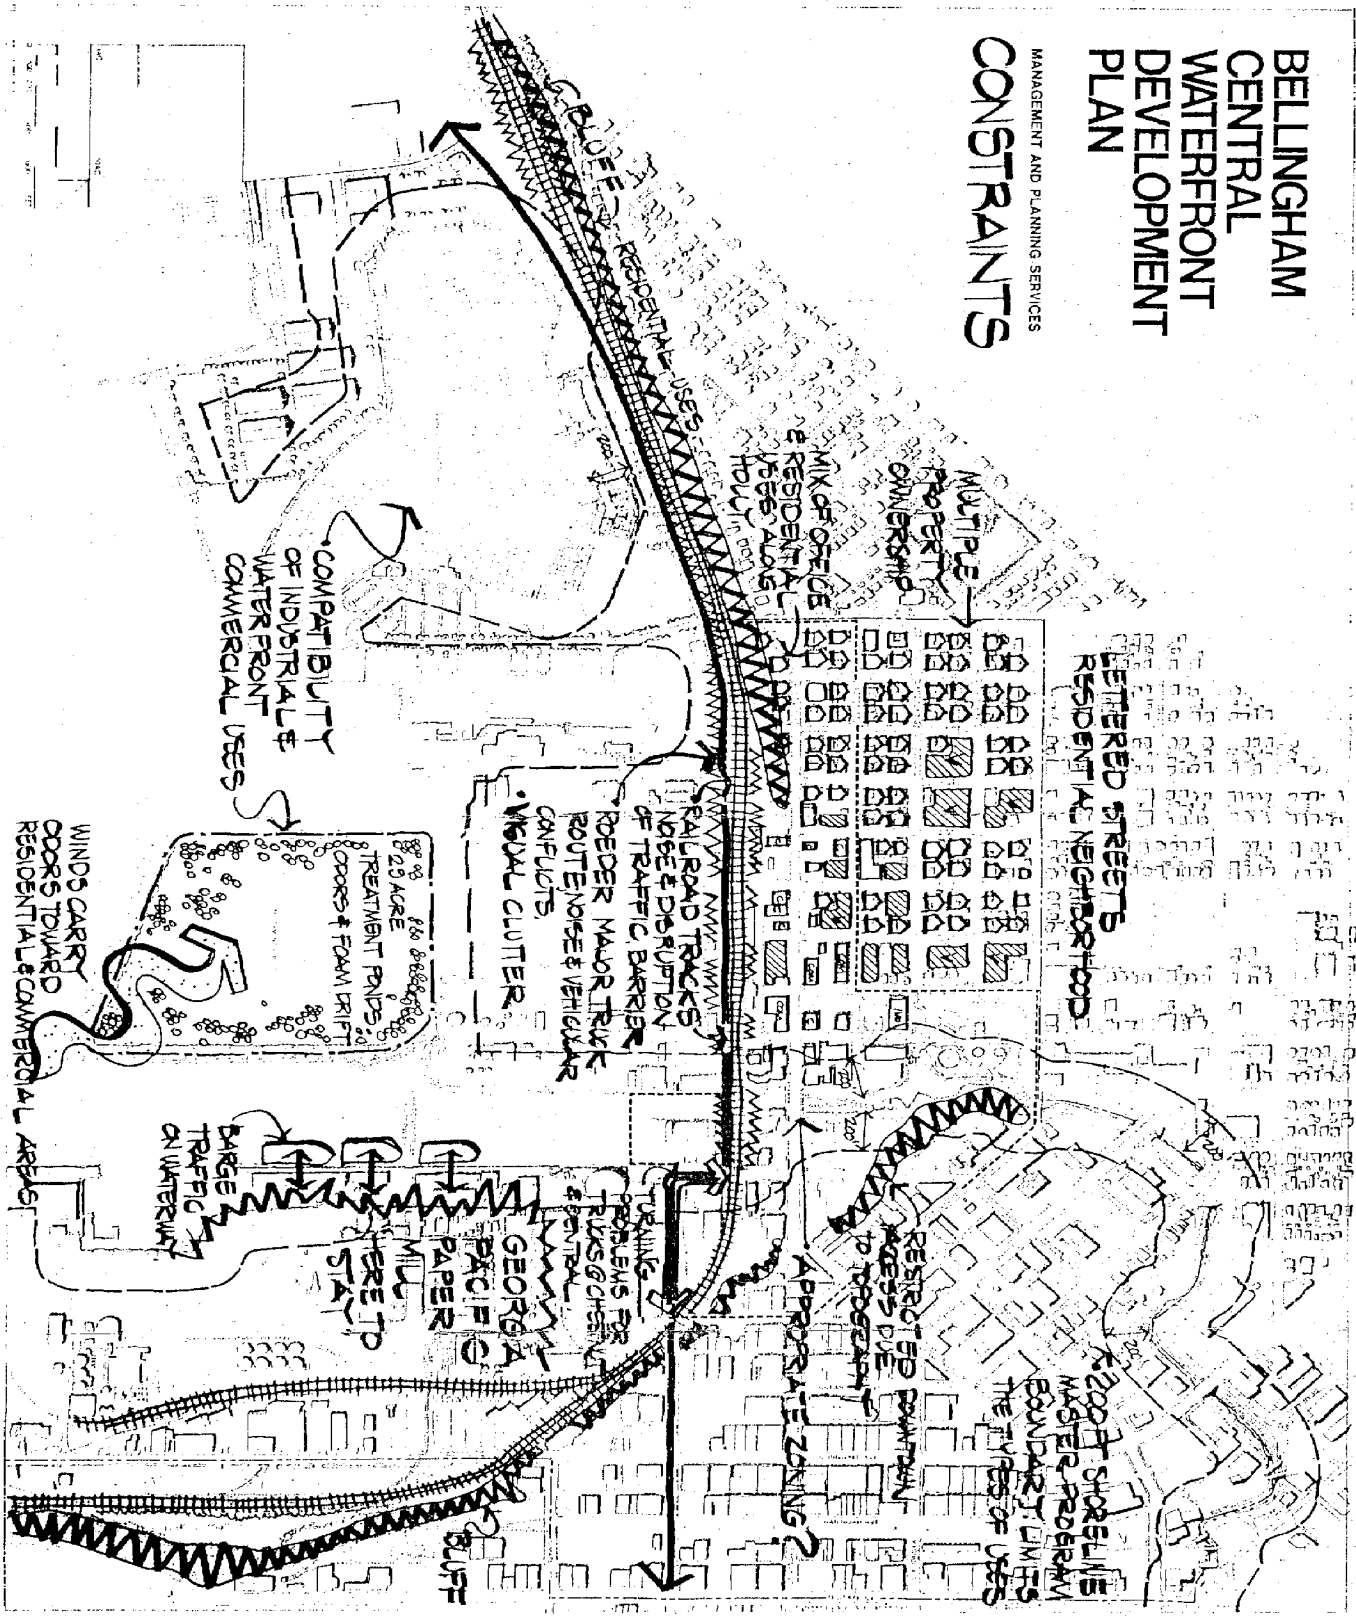 BELLINGHAM
CENTRAL
WATERFRONT
DEVELOPMENT
PLAN
MANAGEMENT AND PLANNING SERVICES
CONSTRAINTS
BLUFF
RESIDENTIAL USES
MULTIPLE
PROPERTY
OWNERSHIP
MIX OF OFFICE
& RESIDENTIAL
USES ALONG
HOLLY
LETTERED STREETS
RESIDENTIAL NEIGHBORHOOD
• COMPATIBILITY
OF INDUSTRIAL &
WATERFRONT
COMMERCIAL USES
• RAILROAD TRACKS
NOISE & DISRUPTION
OF TRAFFIC, BARRIER
• ROEDER MAJOR TRUCK
ROUTE NOISE & VEHICULAR
CONFLICTS
• VISUAL CLUTTER
29 ACRE
TREATMENT PONDS:
ODORS & FOAM DRIFT
WINDS CARRY
ODORS TOWARD
RESIDENTIAL & COMMERCIAL AREAS
BARGE
TRAFFIC
ON WATERWAY
TURNING
PROBLEMS FOR
TRUCKS @ CHESTNUT
& CENTRAL
GEORGIA
PACIFIC
PAPER
MILL
HERE TO
STAY
• APPROPRIATE ZONING?
RESTRICTED DOWNTOWN
ACCESS DUE
TO TOPOGRAPHY
200 FT SHORELINE
MASTER PROGRAM
BOUNDARY LIMITS
THE TYPES OF USES
BLUFF
200'
200'
200'